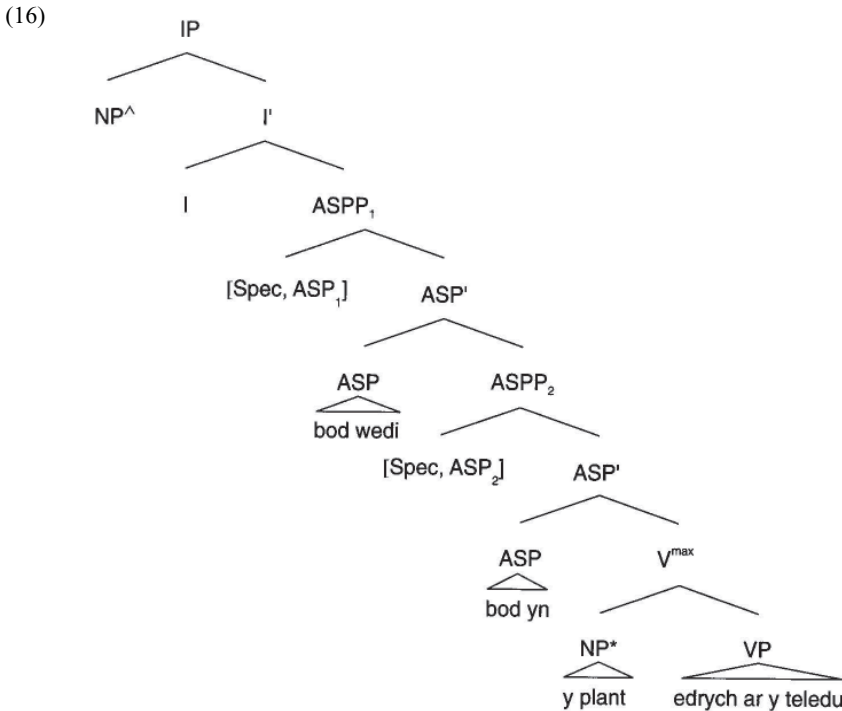 (16)
IP
NP^ I'
I ASPP₁
[Spec, ASP₁] ASP'
ASP ASPP₂
bod wedi
[Spec, ASP₂] ASP'
ASP Vᵐᵃˣ
bod yn
NP* VP
y plant edrych ar y teledu